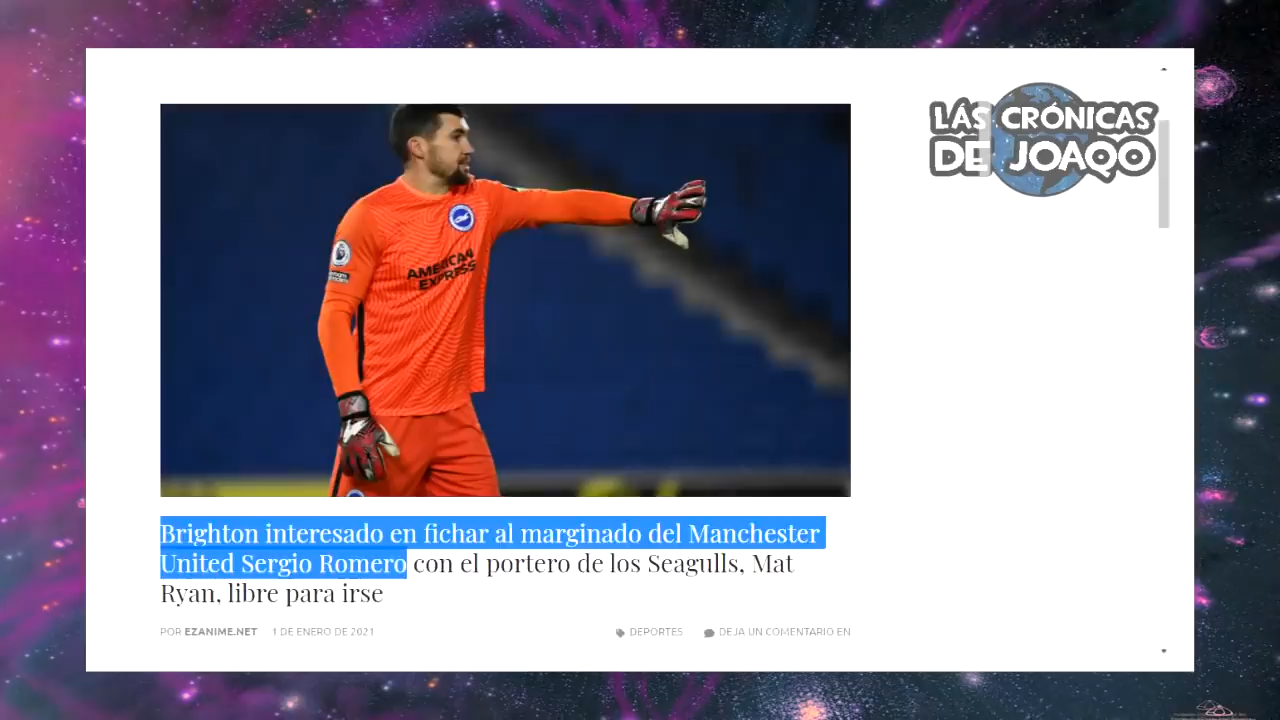 LÁS CRÓNICAS
DE JOAQO
AMERICAN
EXPRESS
Brighton interesado en fichar al marginado del Manchester
United Sergio Romero con el portero de los Seagulls, Mat
Ryan, libre para irse
POR EZANIME.NET 1 DE ENERO DE 2021 DEPORTES DEJA UN COMENTARIO EN